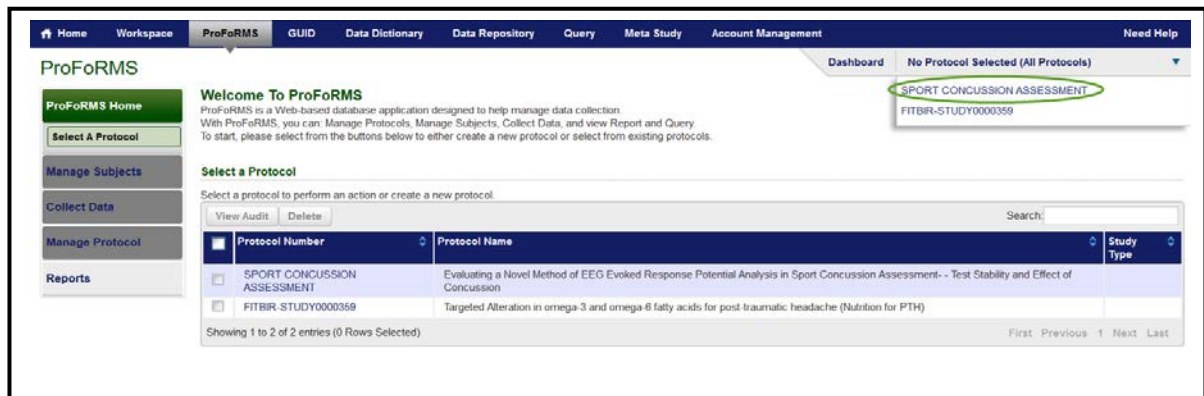 Home Workspace ProFoRMS GUID Data Dictionary Data Repository Query Meta Study Account Management Need Help
ProFoRMS
Dashboard No Protocol Selected (All Protocols)
SPORT CONCUSSION ASSESSMENT
FITBIR-STUDY0000359
ProFoRMS Home
Select A Protocol
Manage Subjects
Collect Data
Manage Protocol
Reports
Welcome To ProFoRMS
ProFoRMS is a Web-based database application designed to help manage data collection.
With ProFoRMS, you can: Manage Protocols, Manage Subjects, Collect Data, and view Report and Query.
To start, please select from the buttons below to either create a new protocol or select from existing protocols.
Select a Protocol
Select a protocol to perform an action or create a new protocol.
View Audit Delete Search:
Protocol Number Protocol Name Study
Type
SPORT CONCUSSION
ASSESSMENT
Evaluating a Novel Method of EEG Evoked Response Potential Analysis in Sport Concussion Assessment- - Test Stability and Effect of
Concussion
FITBIR-STUDY0000359 Targeted Alteration in omega-3 and omega-6 fatty acids for post-traumatic headache (Nutrition for PTH)
Showing 1 to 2 of 2 entries (0 Rows Selected) First Previous 1 Next Last